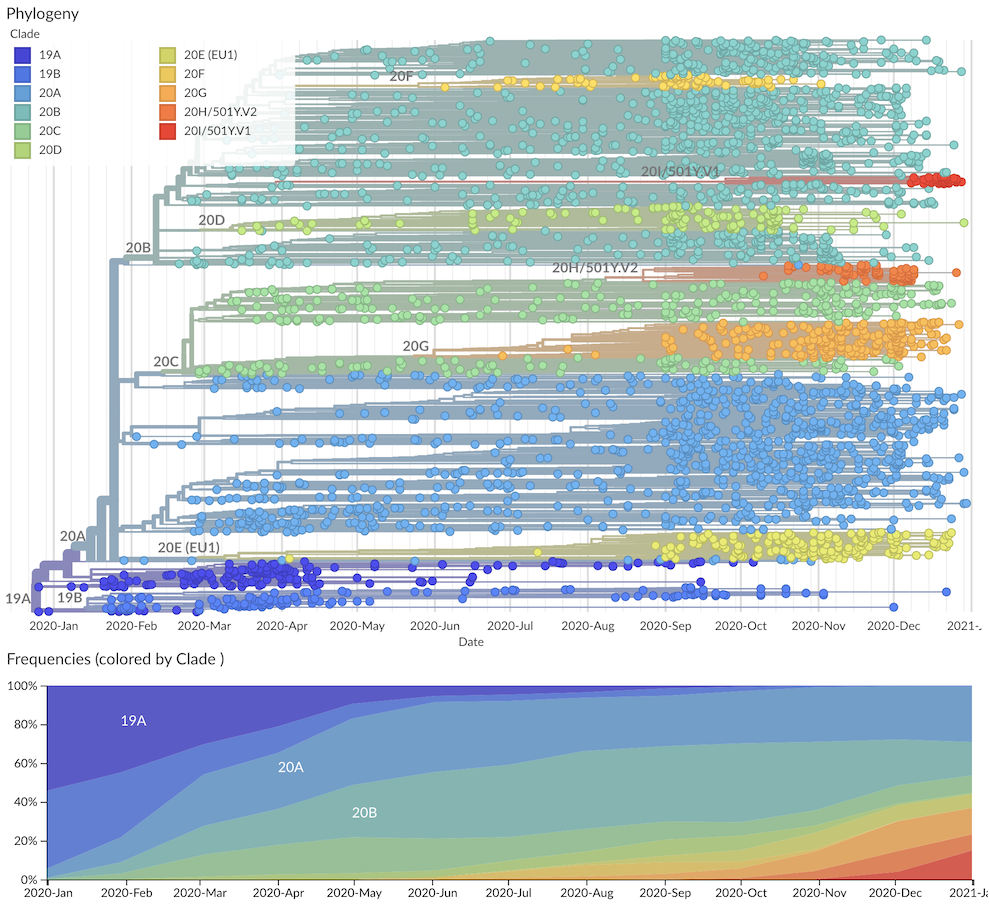 Phylogeny
Clade
19A
19B
20A
20B
20C
20D
20E (EU1)
20F
20G
20H/501Y.V2
20I/501Y.V1
20F
20I/501Y.V1
20D
20B
20H/501Y.V2
20G
20C
20A
20E (EU1)
19A
19B
2020-Jan 2020-Feb 2020-Mar 2020-Apr 2020-May 2020-Jun 2020-Jul 2020-Aug 2020-Sep 2020-Oct 2020-Nov 2020-Dec 2021-J
Date
Frequencies (colored by Clade )
100%
19A
80%
60%
20A
40%
20B
20%
0%
2020-Jan 2020-Feb 2020-Mar 2020-Apr 2020-May 2020-Jun 2020-Jul 2020-Aug 2020-Sep 2020-Oct 2020-Nov 2020-Dec 2021-J